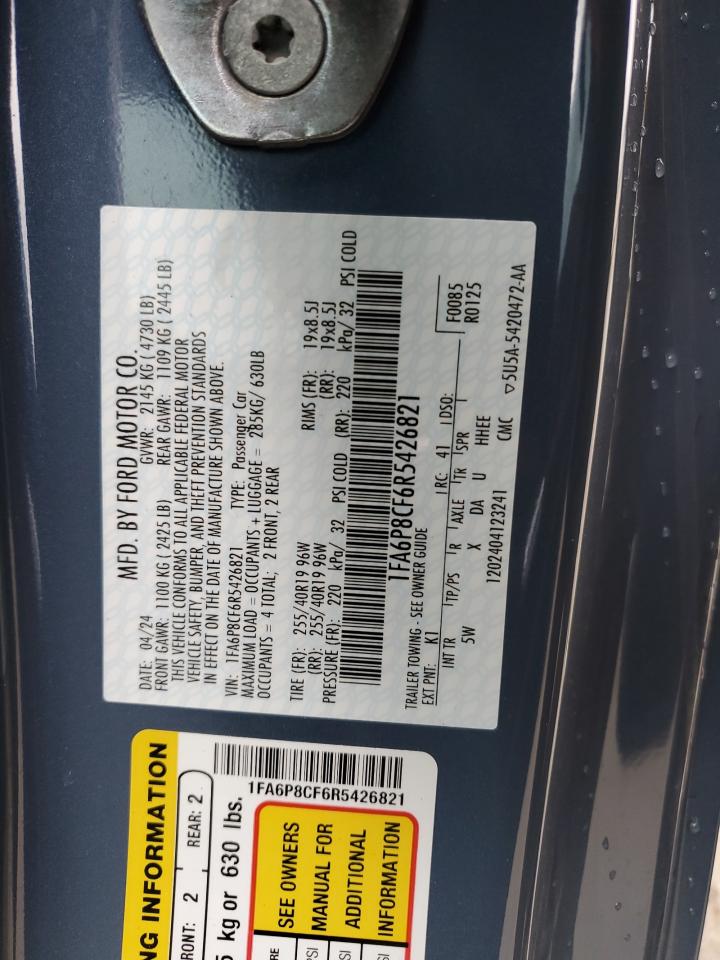 MFD. BY FORD MOTOR CO.
DATE: 04/24 GVWR: 2145 KG ( 4730 LB)
FRONT GAWR: 1100 KG ( 2425 LB) REAR GAWR: 1109 KG ( 2445 LB)
THIS VEHICLE CONFORMS TO ALL APPLICABLE FEDERAL MOTOR
VEHICLE SAFETY, BUMPER, AND THEFT PREVENTION STANDARDS
IN EFFECT ON THE DATE OF MANUFACTURE SHOWN ABOVE.
VIN: 1FA6P8CF6R5426821 TYPE: Passenger Car
MAXIMUM LOAD = OCCUPANTS + LUGGAGE = 285KG/ 630LB
OCCUPANTS = 4 TOTAL; 2 FRONT, 2 REAR
TIRE (FR): 255/40R19 96W RIMS (FR): 19x8.5J
(RR): 255/40R19 96W (RR): 19x8.5J
PRESSURE (FR): 220 kPa/ 32 PSI COLD (RR): 220 kPa/ 32 PSI COLD
1FA6P8CF6R5426821
TRAILER TOWING - SEE OWNER GUIDE
EXT PNT: K1 RC: 41 DSO:
F0085
R0125
INT TR TP/PS R AXLE TR SPR
5W X DA U HHEE
1202404123241 CMC ▽5U5A-5420472-AA
NG INFORMATION
RONT: 2 REAR: 2
5 kg or 630 lbs.
1FA6P8CF6R5426821
RE
SI
SI
SI
SEE OWNERS
MANUAL FOR
ADDITIONAL
INFORMATION